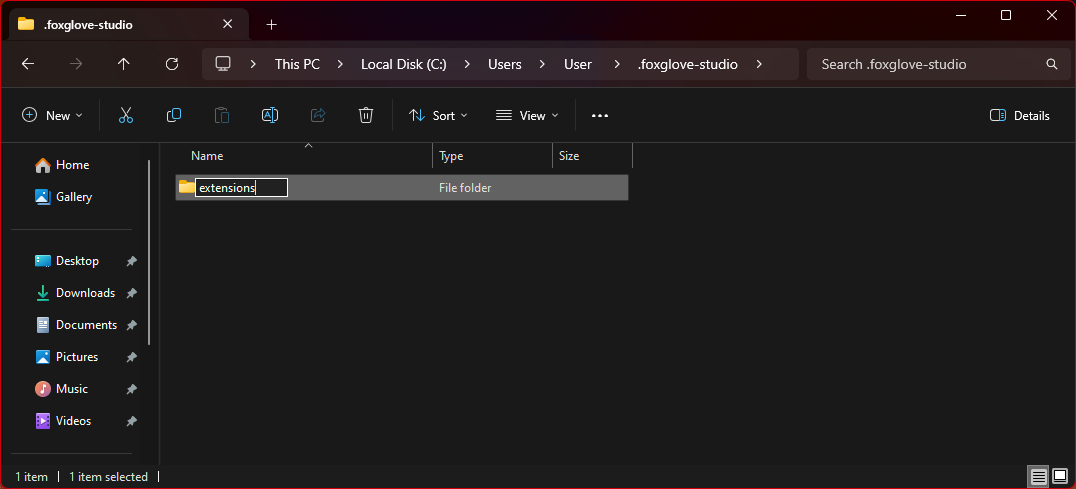 .foxglove-studio
This PC Local Disk (C:) Users User .foxglove-studio
Search .foxglove-studio
New Sort View Details
Name Type Size
extensions File folder
Home
Gallery
Desktop
Downloads
Documents
Pictures
Music
Videos
1 item 1 item selected